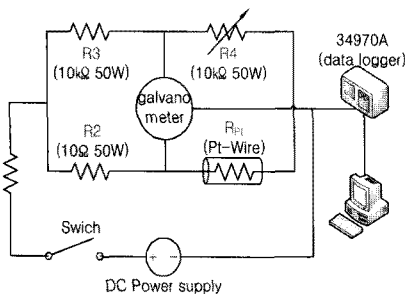 R3
(10kΩ 50W)
R4
(10kΩ 50W)
34970A
(data logger)
galvano
meter
R2
(10Ω 50W)
RPt
(Pt-Wire)
Swich
DC Power supply